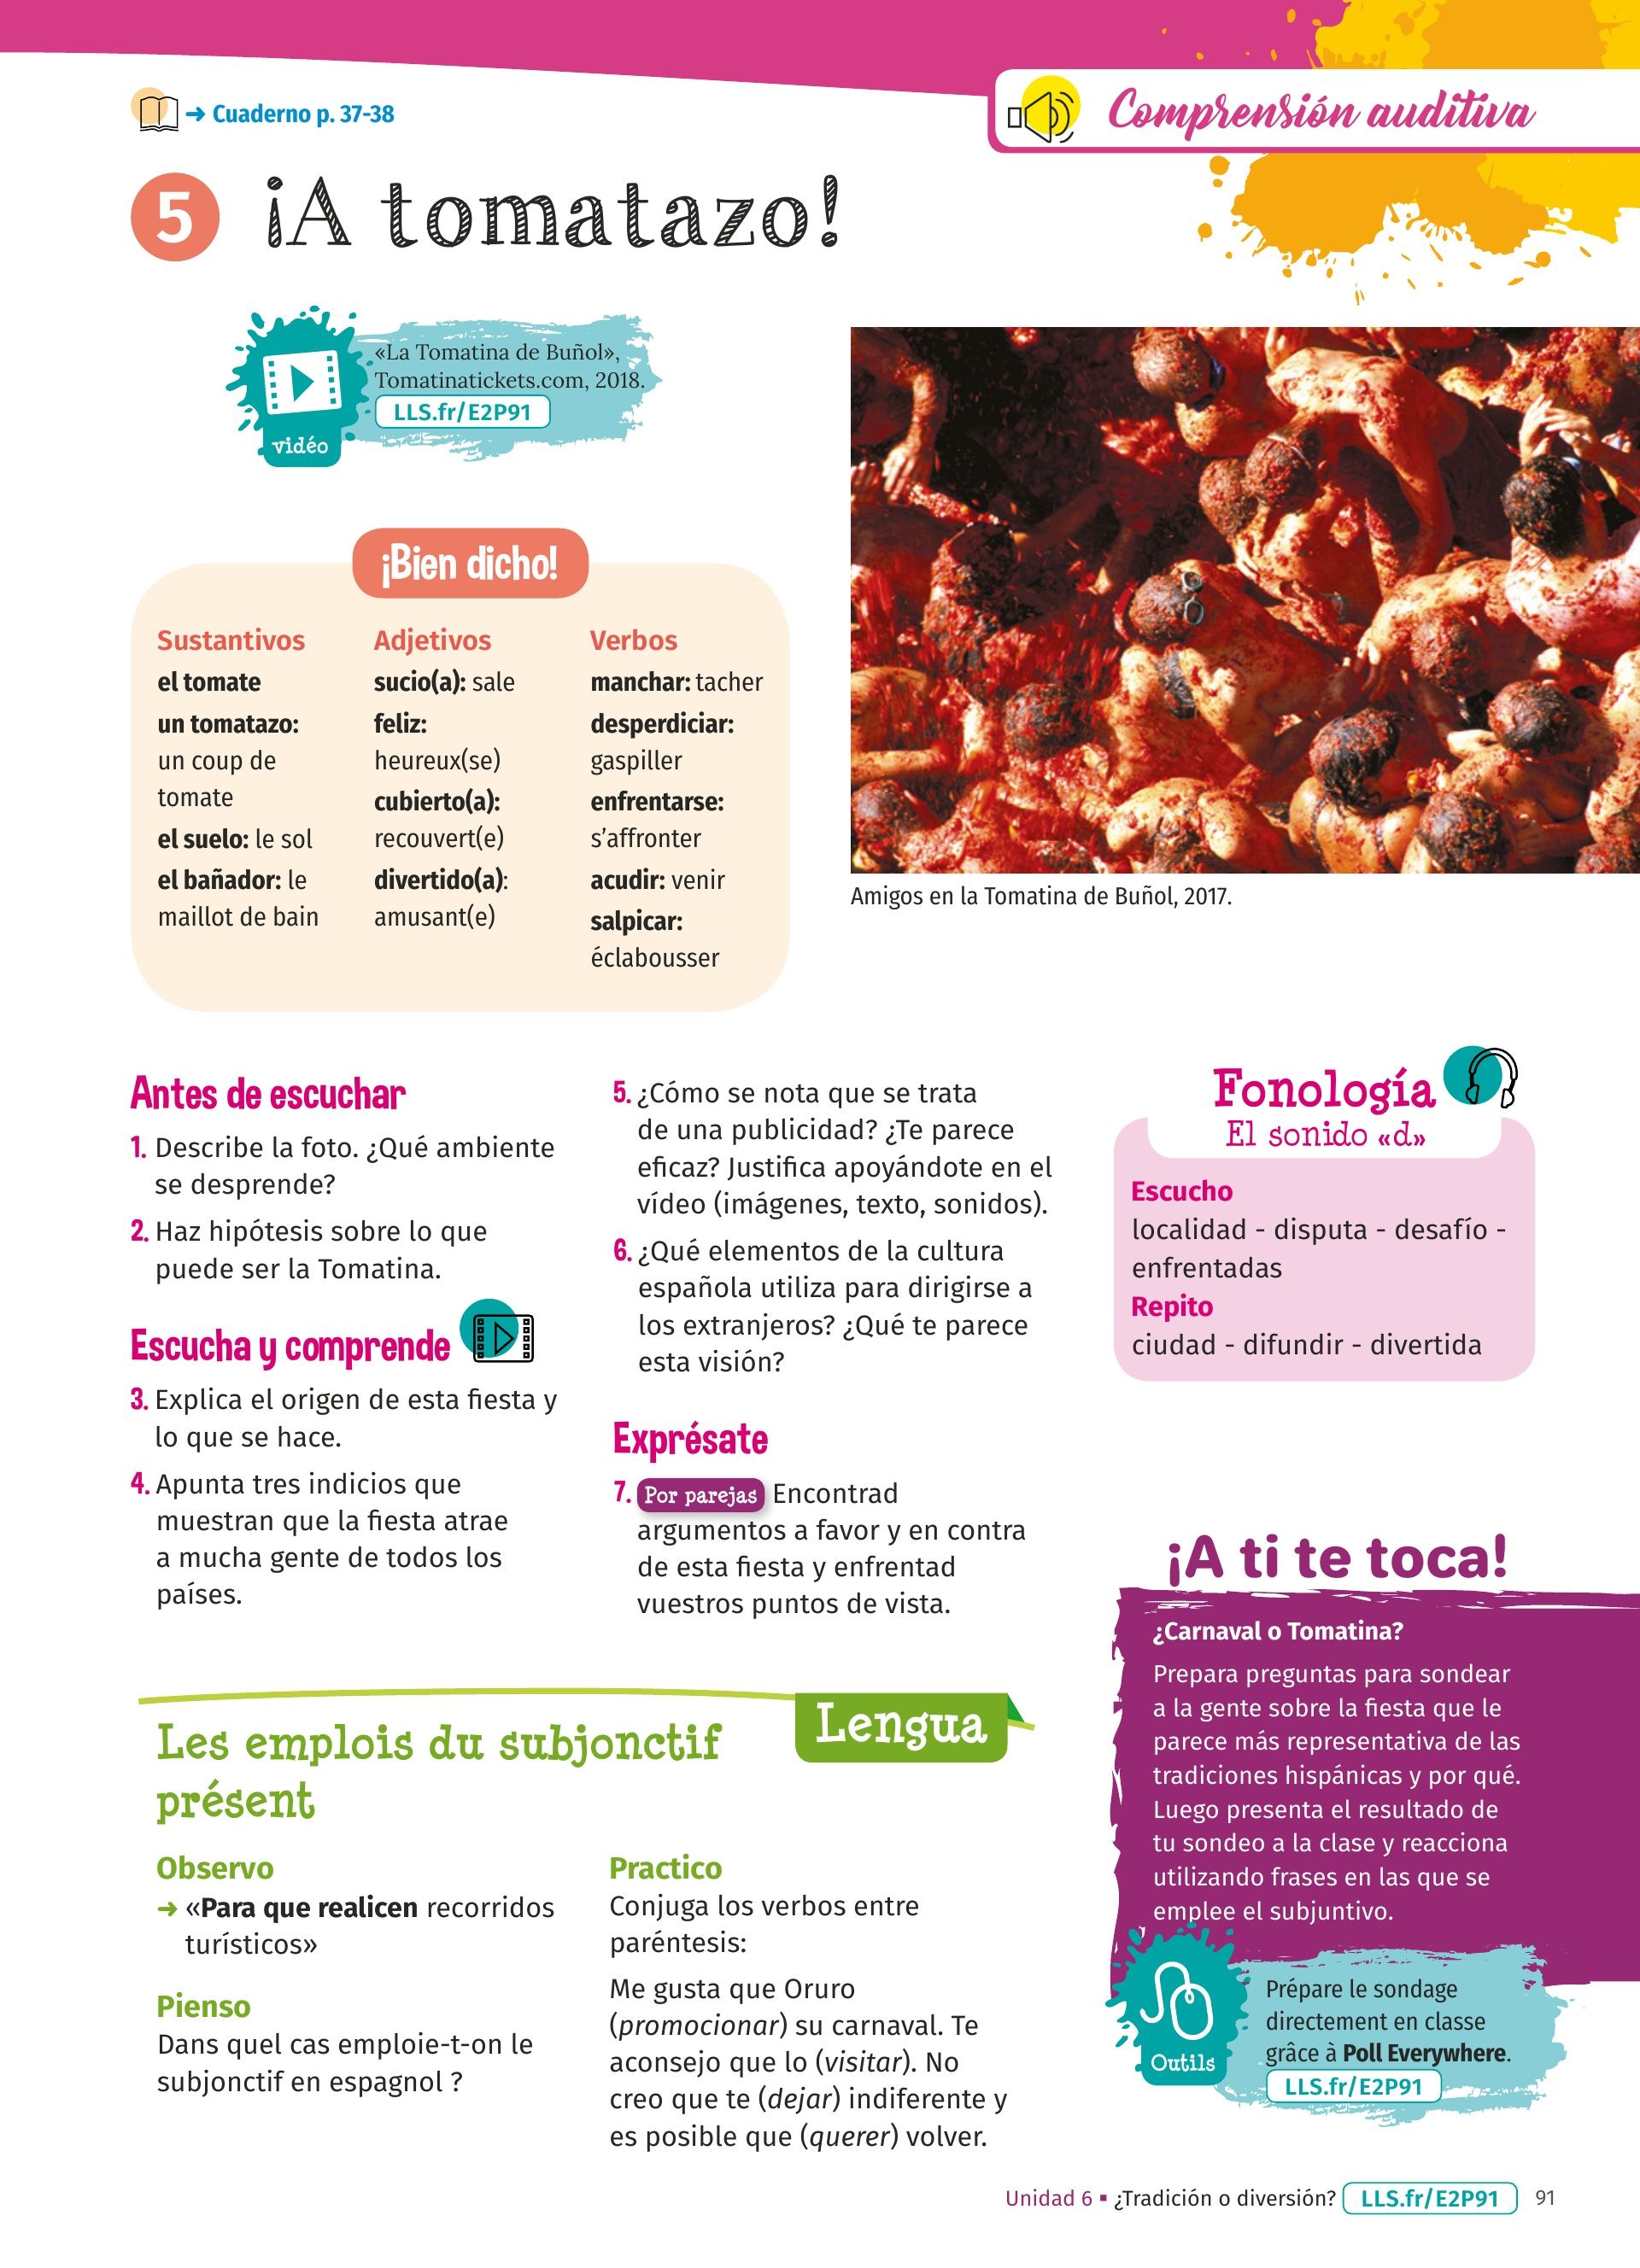 ➜ Cuaderno p. 37-38
Comprensión auditiva
5 ¡A tomatazo!
«La Tomatina de Buñol»,
Tomatinatickets.com, 2018.
LLS.fr/E2P91
vidéo
¡Bien dicho!
Sustantivos
el tomate
un tomatazo:
un coup de
tomate
el suelo: le sol
el bañador: le
maillot de bain
Adjetivos
sucio(a): sale
feliz:
heureux(se)
cubierto(a):
recouvert(e)
divertido(a):
amusant(e)
Verbos
manchar: tacher
desperdiciar:
gaspiller
enfrentarse:
s'affronter
acudir: venir
salpicar:
éclabousser
Amigos en la Tomatina de Buñol, 2017.
Antes de escuchar
1. Describe la foto. ¿Qué ambiente
se desprende?
2. Haz hipótesis sobre lo que
puede ser la Tomatina.
Escucha y comprende
3. Explica el origen de esta fiesta y
lo que se hace.
4. Apunta tres indicios que
muestran que la fiesta atrae
a mucha gente de todos los
países.
5. ¿Cómo se nota que se trata
de una publicidad? ¿Te parece
eficaz? Justifica apoyándote en el
vídeo (imágenes, texto, sonidos).
6. ¿Qué elementos de la cultura
española utiliza para dirigirse a
los extranjeros? ¿Qué te parece
esta visión?
Exprésate
7. Por parejas Encontrad
argumentos a favor y en contra
de esta fiesta y enfrentad
vuestros puntos de vista.
Fonología
El sonido «d»
Escucho
localidad - disputa - desafío -
enfrentadas
Repito
ciudad - difundir - divertida
¡A ti te toca!
¿Carnaval o Tomatina?
Prepara preguntas para sondear
a la gente sobre la fiesta que le
parece más representativa de las
tradiciones hispánicas y por qué.
Luego presenta el resultado de
tu sondeo a la clase y reacciona
utilizando frases en las que se
emplee el subjuntivo.
Outils
Prépare le sondage
directement en classe
grâce à Poll Everywhere.
LLS.fr/E2P91
Lengua
Les emplois du subjonctif
présent
Observo
➜ «Para que realicen recorridos
turísticos»
Pienso
Dans quel cas emploie-t-on le
subjonctif en espagnol ?
Practico
Conjuga los verbos entre
paréntesis:
Me gusta que Oruro
(promocionar) su carnaval. Te
aconsejo que lo (visitar). No
creo que te (dejar) indiferente y
es posible que (querer) volver.
Unidad 6 ▪ ¿Tradición o diversión? LLS.fr/E2P91 91